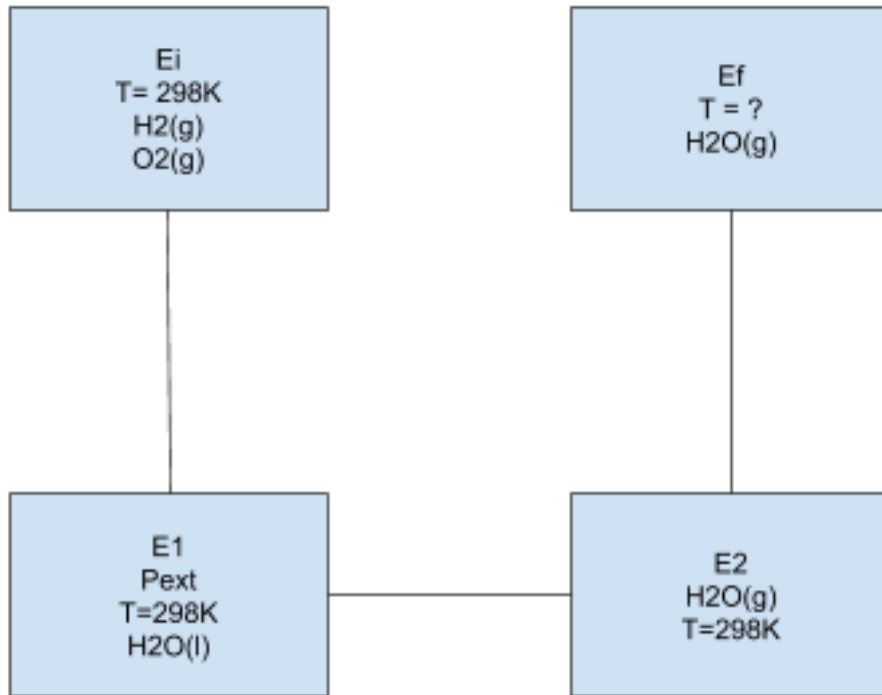 Ei
T= 298K
H2(g)
O2(g)
Ef
T = ?
H2O(g)
E1
Pext
T=298K
H2O(l)
E2
H2O(g)
T=298K